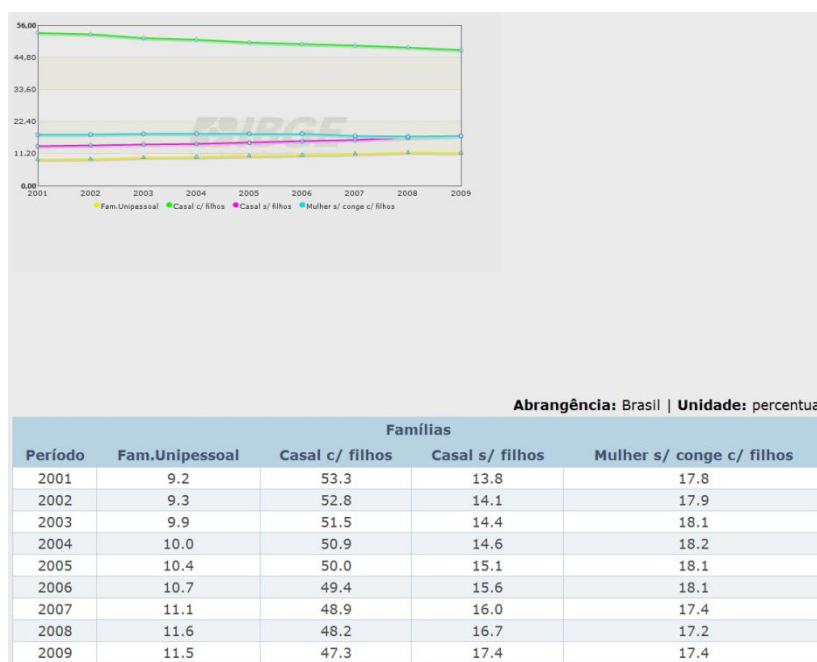 56,00
44,80
33,60
22,40
11,20
0,00
IBGE
2001 2002 2003 2004 2005 2006 2007 2008 2009
Fam.Unipessoal Casal c/ filhos Casal s/ filhos Mulher s/ conge c/ filhos
Abrangência: Brasil | Unidade: percentua
Famílias
Período Fam.Unipessoal Casal c/ filhos Casal s/ filhos Mulher s/ conge c/ filhos
2001 9.2 53.3 13.8 17.8
2002 9.3 52.8 14.1 17.9
2003 9.9 51.5 14.4 18.1
2004 10.0 50.9 14.6 18.2
2005 10.4 50.0 15.1 18.1
2006 10.7 49.4 15.6 18.1
2007 11.1 48.9 16.0 17.4
2008 11.6 48.2 16.7 17.2
2009 11.5 47.3 17.4 17.4